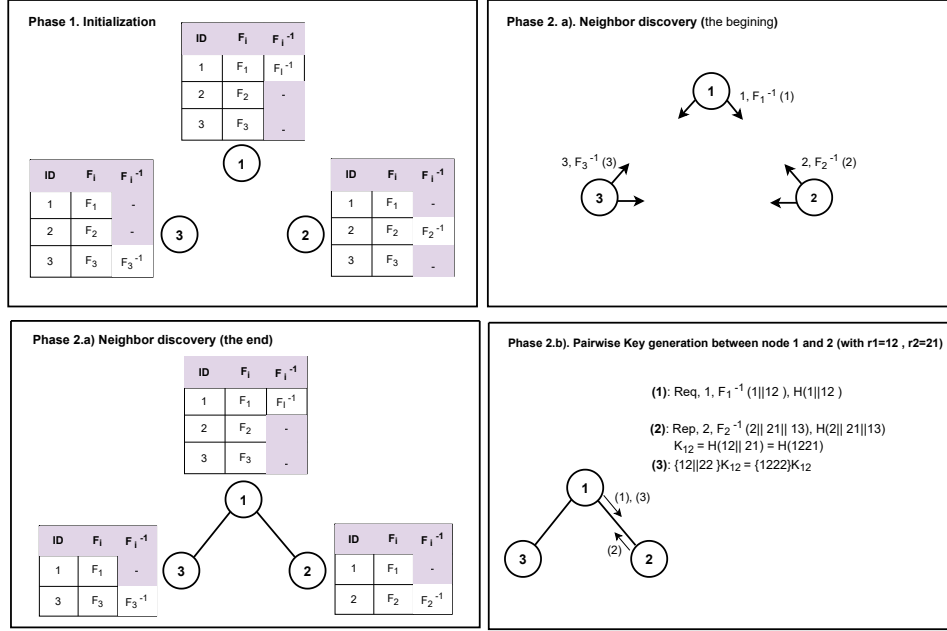 Phase 1. Initialization
ID Fi Fi-1
1 F1 FI-1
2 F2 -
3 F3 -
1
ID Fi Fi-1
1 F1 -
2 F2 -
3 F3 F3-1
3
2
ID Fi Fi-1
1 F1 -
2 F2 F2-1
3 F3 -
Phase 2. a). Neighbor discovery (the begining)
1
1, F1-1 (1)
3, F3-1 (3)
3
2, F2-1 (2)
2
Phase 2.a) Neighbor discovery (the end)
ID Fi Fi-1
1 F1 FI-1
2 F2 -
3 F3 -
1
ID Fi Fi-1
1 F1 -
3 F3 F3-1
3
2
ID Fi Fi-1
1 F1 -
2 F2 F2-1
Phase 2.b). Pairwise Key generation between node 1 and 2 (with r1=12 , r2=21)
(1): Req, 1, F1-1 (1||12 ), H(1||12 )
(2): Rep, 2, F2-1 (2|| 21|| 13), H(2|| 21||13)
K12 = H(12|| 21) = H(1221)
(3): {12||22 }K12 = {1222}K12
1
(1), (3)
3
(2)
2